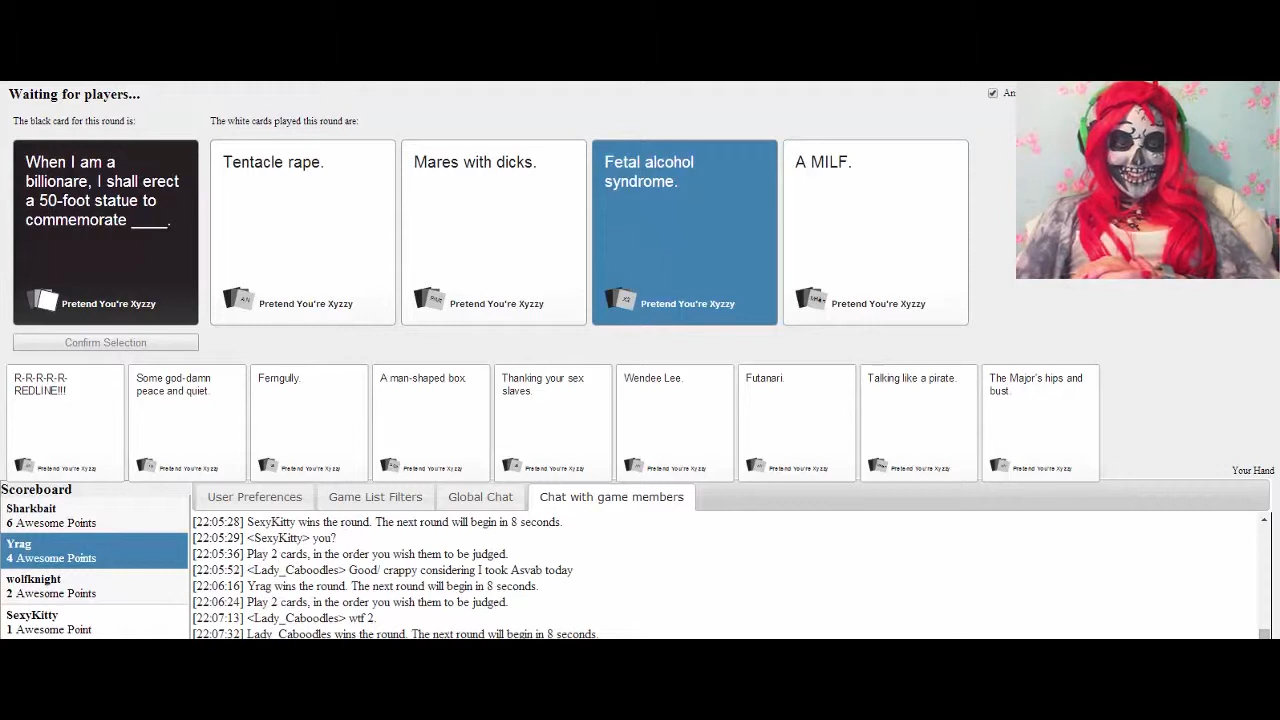 Waiting for players...
An
The black card for this round is:
The white cards played this round are:
When I am a
billionare, I shall erect
a 50-foot statue to
commemorate ____.
Pretend You're Xyzzy
Tentacle rape.
Pretend You're Xyzzy
Mares with dicks.
Pretend You're Xyzzy
Fetal alcohol
syndrome.
Pretend You're Xyzzy
A MILF.
Pretend You're Xyzzy
Confirm Selection
R-R-R-R-R-
REDLINE!!!
Pretend You're Xyzzy
Some god-damn
peace and quiet.
Pretend You're Xyzzy
Ferngully.
Pretend You're Xyzzy
A man-shaped box.
Pretend You're Xyzzy
Thanking your sex
slaves.
Pretend You're Xyzzy
Wendee Lee.
Pretend You're Xyzzy
Futanari.
Pretend You're Xyzzy
Talking like a pirate.
Pretend You're Xyzzy
The Major's hips and
bust.
Pretend You're Xyzzy
Your Hand
Scoreboard
Sharkbait
6 Awesome Points
Yrag
4 Awesome Points
wolfknight
2 Awesome Points
SexyKitty
1 Awesome Point
User Preferences
Game List Filters
Global Chat
Chat with game members
[22:05:28] SexyKitty wins the round. The next round will begin in 8 seconds.
[22:05:29] <SexyKitty> you?
[22:05:36] Play 2 cards, in the order you wish them to be judged.
[22:05:52] <Lady_Caboodles> Good/ crappy considering I took Asvab today
[22:06:16] Yrag wins the round. The next round will begin in 8 seconds.
[22:06:24] Play 2 cards, in the order you wish them to be judged.
[22:07:13] <Lady_Caboodles> wtf 2.
[22:07:32] Lady_Caboodles wins the round. The next round will begin in 8 seconds.